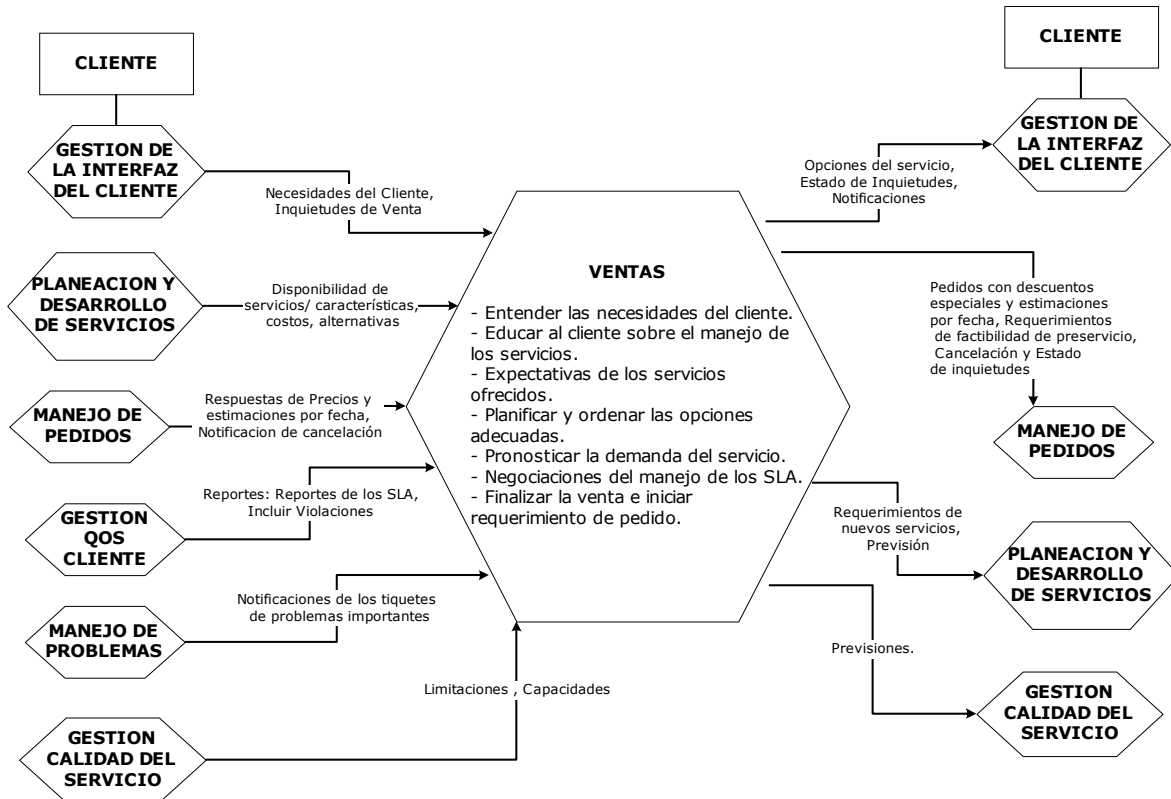 CLIENTE
GESTION DE
LA INTERFAZ
DEL CLIENTE
Necesidades del Cliente,
Inquietudes de Venta
PLANEACION Y
DESARROLLO
DE SERVICIOS
Disponibilidad de
servicios/ características,
costos, alternativas
MANEJO DE
PEDIDOS
Respuestas de Precios y
estimaciones por fecha,
Notificacion de cancelación
GESTION
QOS
CLIENTE
Reportes: Reportes de los SLA,
Incluir Violaciones
MANEJO DE
PROBLEMAS
Notificaciones de los tiquetes
de problemas importantes
GESTION
CALIDAD DEL
SERVICIO
Limitaciones , Capacidades
VENTAS
- Entender las necesidades del cliente.
- Educar al cliente sobre el manejo de
los servicios.
- Expectativas de los servicios
ofrecidos.
- Planificar y ordenar las opciones
adecuadas.
- Pronosticar la demanda del servicio.
- Negociaciones del manejo de los SLA.
- Finalizar la venta e iniciar
requerimiento de pedido.
CLIENTE
GESTION DE
LA INTERFAZ
DEL CLIENTE
Opciones del servicio,
Estado de Inquietudes,
Notificaciones
Pedidos con descuentos
especiales y estimaciones
por fecha, Requerimientos
de factibilidad de preservicio,
Cancelación y Estado
de inquietudes
MANEJO DE
PEDIDOS
Requerimientos de
nuevos servicios,
Previsión
PLANEACION Y
DESARROLLO
DE SERVICIOS
Previsiones.
GESTION
CALIDAD DEL
SERVICIO